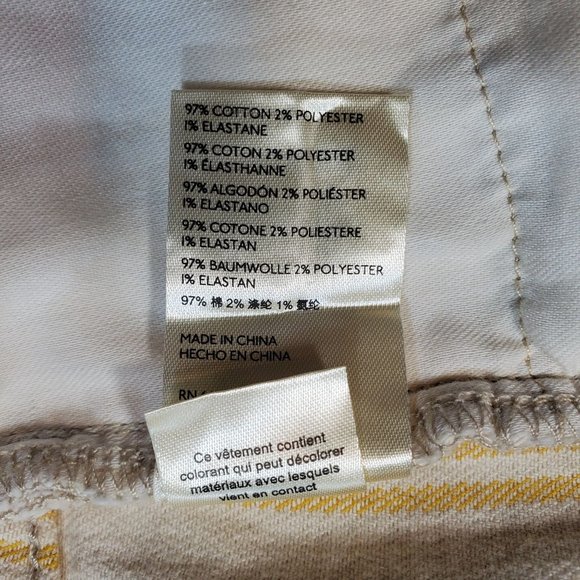 97% COTTON 2% POLYESTER
1% ELASTANE
97% COTON 2% POLYESTER
1% ÉLASTHANNE
97% ALGODÓN 2% POLIÉSTER
1% ELASTANO
97% COTONE 2% POLIESTERE
1% ELASTAN
97% BAUMWOLLE 2% POLYESTER
1% ELASTAN
97% 棉 2% 涤纶 1% 氨纶
MADE IN CHINA
HECHO EN CHINA
RN
Ce vêtement contient
colorant qui peut décolorer
matériaux avec lesquels
vient en contact